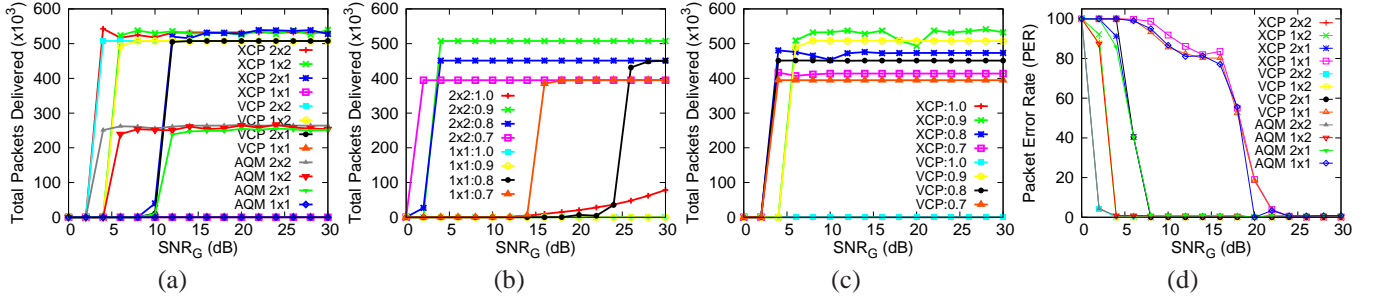 Total Packets Delivered (x10³)
600
500
400
300
200
100
0
0 5 10 15 20 25 30
SNR_G (dB)
XCP 2x2
XCP 1x2
XCP 2x1
XCP 1x1
VCP 2x2
VCP 1x2
VCP 2x1
VCP 1x1
AQM 2x2
AQM 1x2
AQM 2x1
AQM 1x1
(a)
Total Packets Delivered (x10³)
600
500
400
300
200
100
0
0 5 10 15 20 25 30
SNR_G (dB)
2x2:1.0
2x2:0.9
2x2:0.8
2x2:0.7
1x1:1.0
1x1:0.9
1x1:0.8
1x1:0.7
(b)
Total Packets Delivered (x10³)
600
500
400
300
200
100
0
0 5 10 15 20 25 30
SNR_G (dB)
XCP:1.0
XCP:0.9
XCP:0.8
XCP:0.7
VCP:1.0
VCP:0.9
VCP:0.8
VCP:0.7
(c)
Packet Error Rate (PER)
100
80
60
40
20
0
0 5 10 15 20 25 30
SNR_G (dB)
XCP 2x2
XCP 1x2
XCP 2x1
XCP 1x1
VCP 2x2
VCP 1x2
VCP 2x1
VCP 1x1
AQM 2x2
AQM 1x2
AQM 2x1
AQM 1x1
(d)